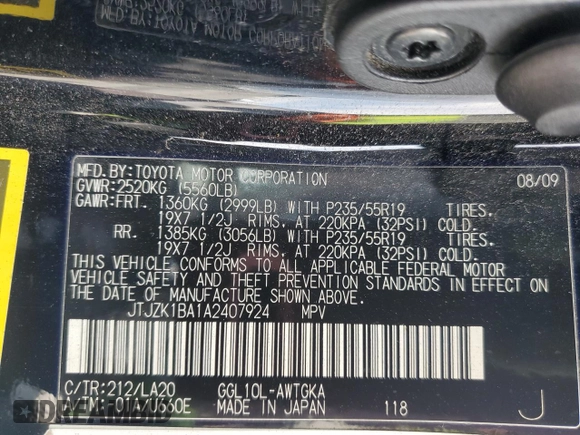 MFD.BY:TOYOTA MOTOR CORPORATION 08/09
GVWR:2520KG (5560LB)
GAWR:FRT. 1360KG (2999LB) WITH P235/55R19 TIRES.
19X7 1/2J RIMS, AT 220KPA (32PSI) COLD.
RR. 1385KG (3056LB) WITH P235/55R19 TIRES.
19X7 1/2J RIMS, AT 220KPA (32PSI) COLD.
THIS VEHICLE CONFORMS TO ALL APPLICABLE FEDERAL MOTOR
VEHICLE SAFETY AND THEFT PREVENTION STANDARDS IN EFFECT ON
THE DATE OF MANUFACTURE SHOWN ABOVE.
JTJZK1BA1A2407924 MPV
C/TR:212/LA20 GGL10L-AWTGKA
A/TM:-01A/U660E MADE IN JAPAN 118 J